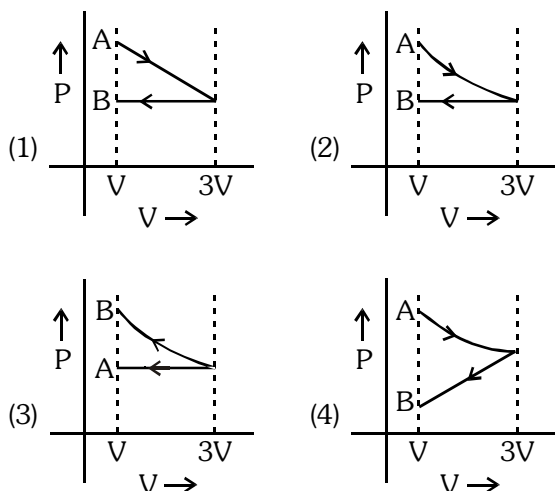 (1) P A B V 3V V →
(2) P A B V 3V V →
(3) P B A V 3V V →
(4) P A B V 3V V →